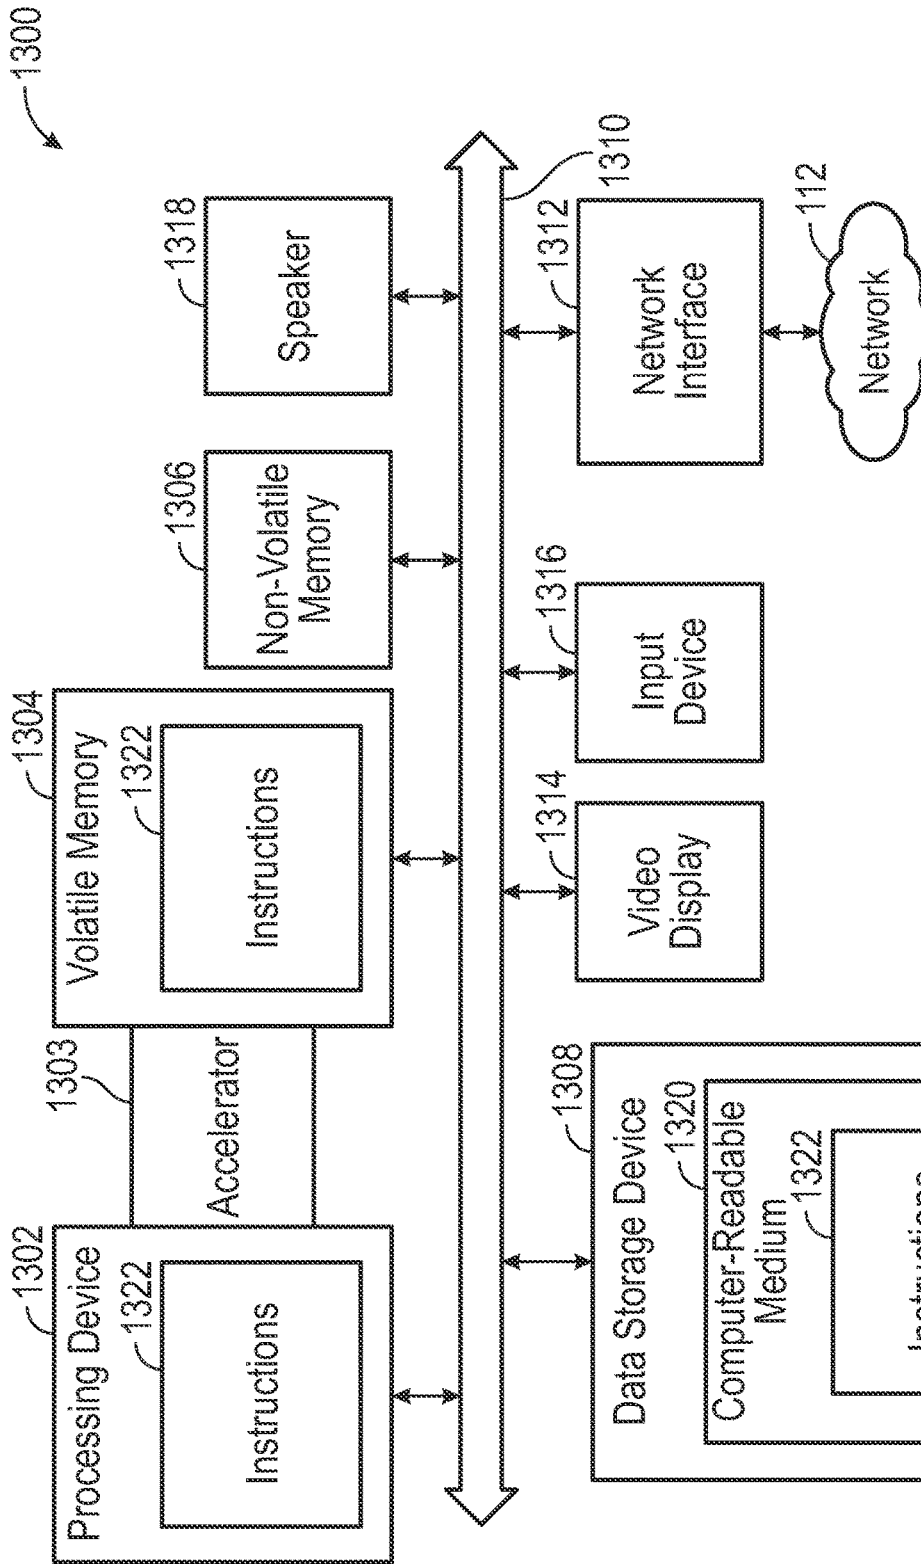 1300
1302
Processing Device
1322
Instructions
1303
Accelerator
1304
Volatile Memory
1322
Instructions
1306
Non-Volatile
Memory
1318
Speaker
1310
1308
Data Storage Device
1320
Computer-Readable
Medium
1322
Instructions
1314
Video
Display
1316
Input
Device
1312
Network
Interface
112
Network